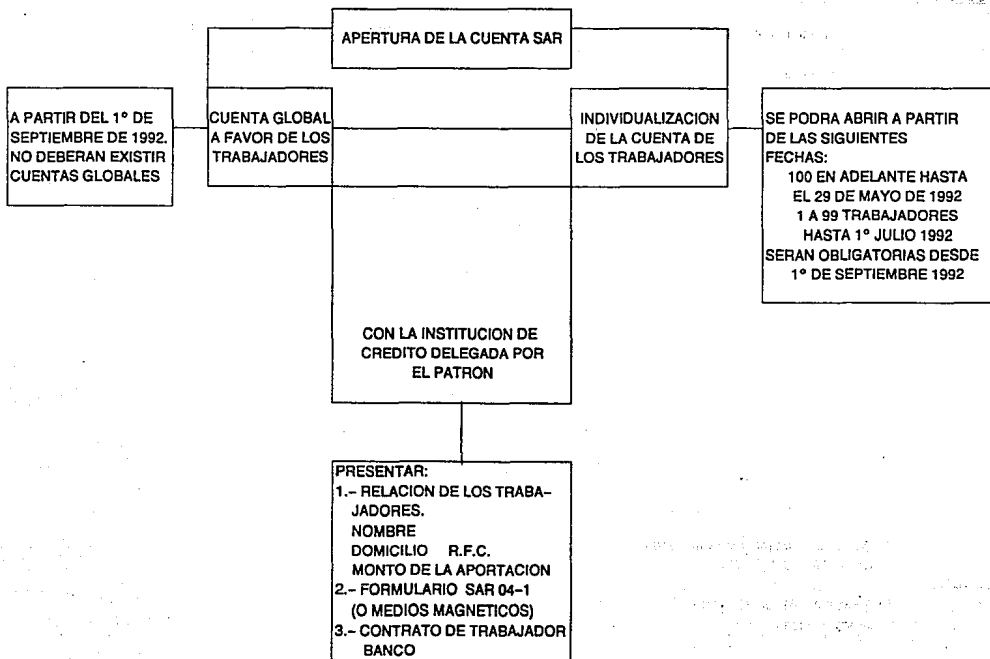 APERTURA DE LA CUENTA SAR
A PARTIR DEL 1º DE
SEPTIEMBRE DE 1992.
NO DEBERAN EXISTIR
CUENTAS GLOBALES
CUENTA GLOBAL
A FAVOR DE LOS
TRABAJADORES
INDIVIDUALIZACION
DE LA CUENTA DE
LOS TRABAJADORES
SE PODRA ABRIR A PARTIR
DE LAS SIGUIENTES
FECHAS:
100 EN ADELANTE HASTA
EL 29 DE MAYO DE 1992
1 A 99 TRABAJADORES
HASTA 1º JULIO 1992
SERAN OBLIGATORIAS DESDE
1º DE SEPTIEMBRE 1992
CON LA INSTITUCION DE
CREDITO DELEGADA POR
EL PATRON
PRESENTAR:
1.- RELACION DE LOS TRABA-
JADORES.
NOMBRE
DOMICILIO R.F.C.
MONTO DE LA APORTACION
2.- FORMULARIO SAR 04-1
(O MEDIOS MAGNETICOS)
3.- CONTRATO DE TRABAJADOR
BANCO